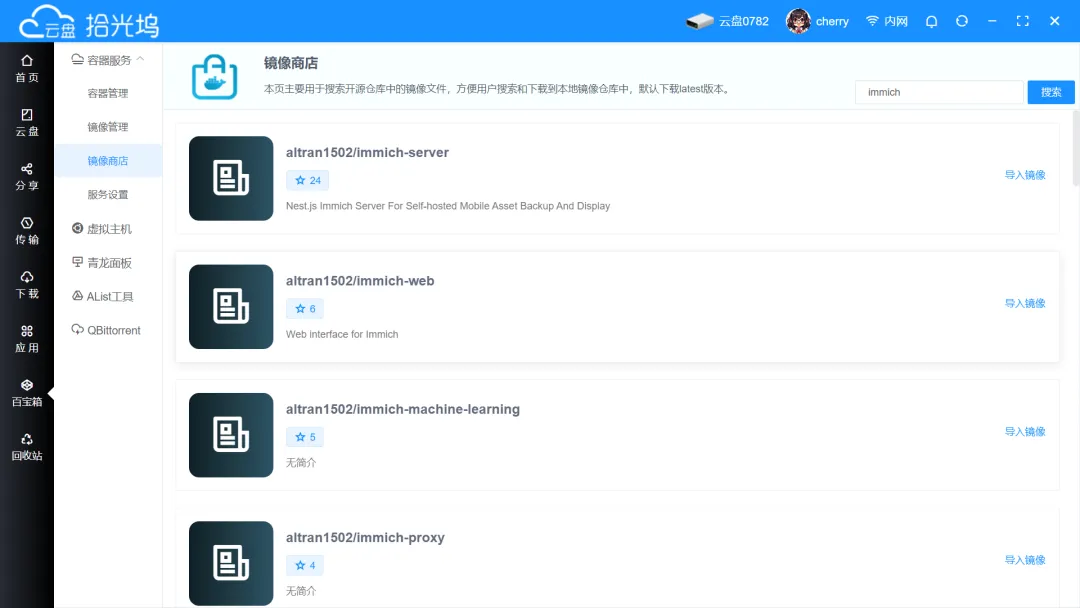 云盘 拾光坞
云盘0782
cherry
内网
首页
云盘
分享
传输
下载
应用
百宝箱
回收站
容器服务
容器管理
镜像管理
镜像商店
服务设置
虚拟主机
青龙面板
AList工具
QBittorrent
镜像商店
本页主要用于搜索开源仓库中的镜像文件，方便用户搜索和下载到本地镜像仓库中，默认下载latest版本。
immich
搜索
altran1502/immich-server
24
Nest.js Immich Server For Self-hosted Mobile Asset Backup And Display
导入镜像
altran1502/immich-web
6
Web interface for Immich
导入镜像
altran1502/immich-machine-learning
5
无简介
导入镜像
altran1502/immich-proxy
4
无简介
导入镜像